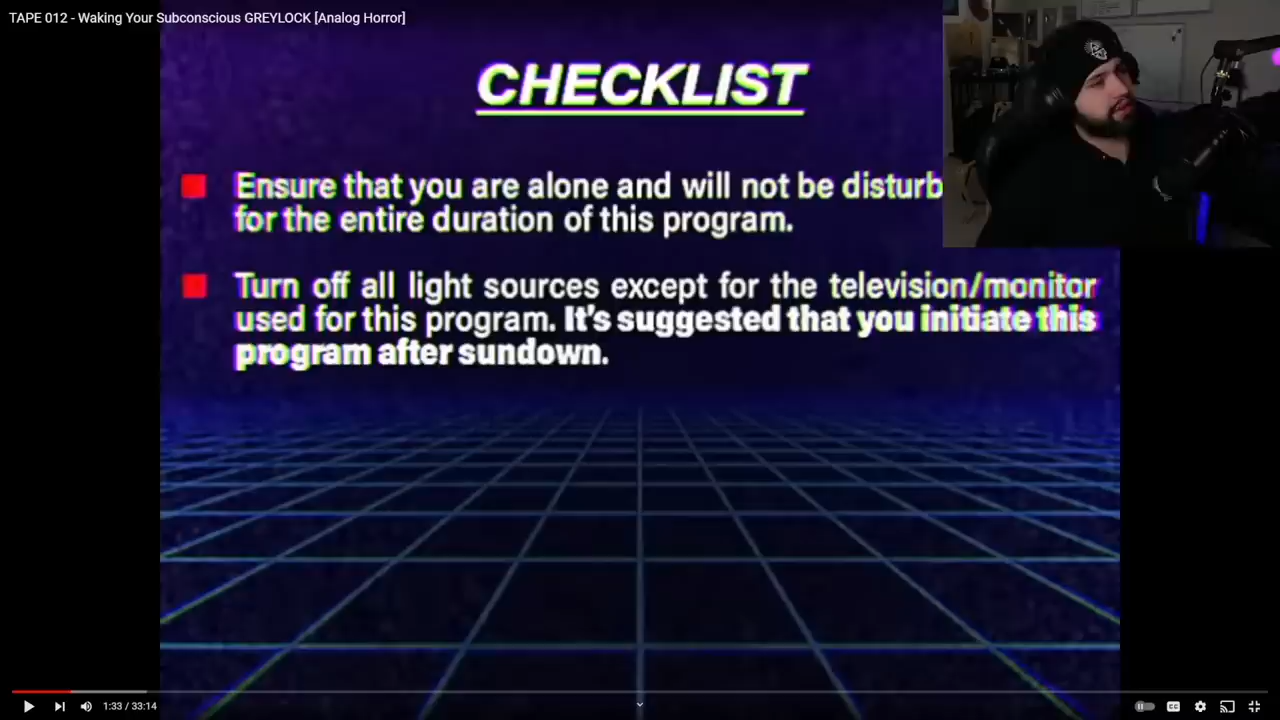 TAPE 012 - Waking Your Subconscious GREYLOCK [Analog Horror]
CHECKLIST
Ensure that you are alone and will not be disturb
for the entire duration of this program.
Turn off all light sources except for the television/monitor
used for this program. It's suggested that you initiate this
program after sundown.
1:33 / 33:14
CC